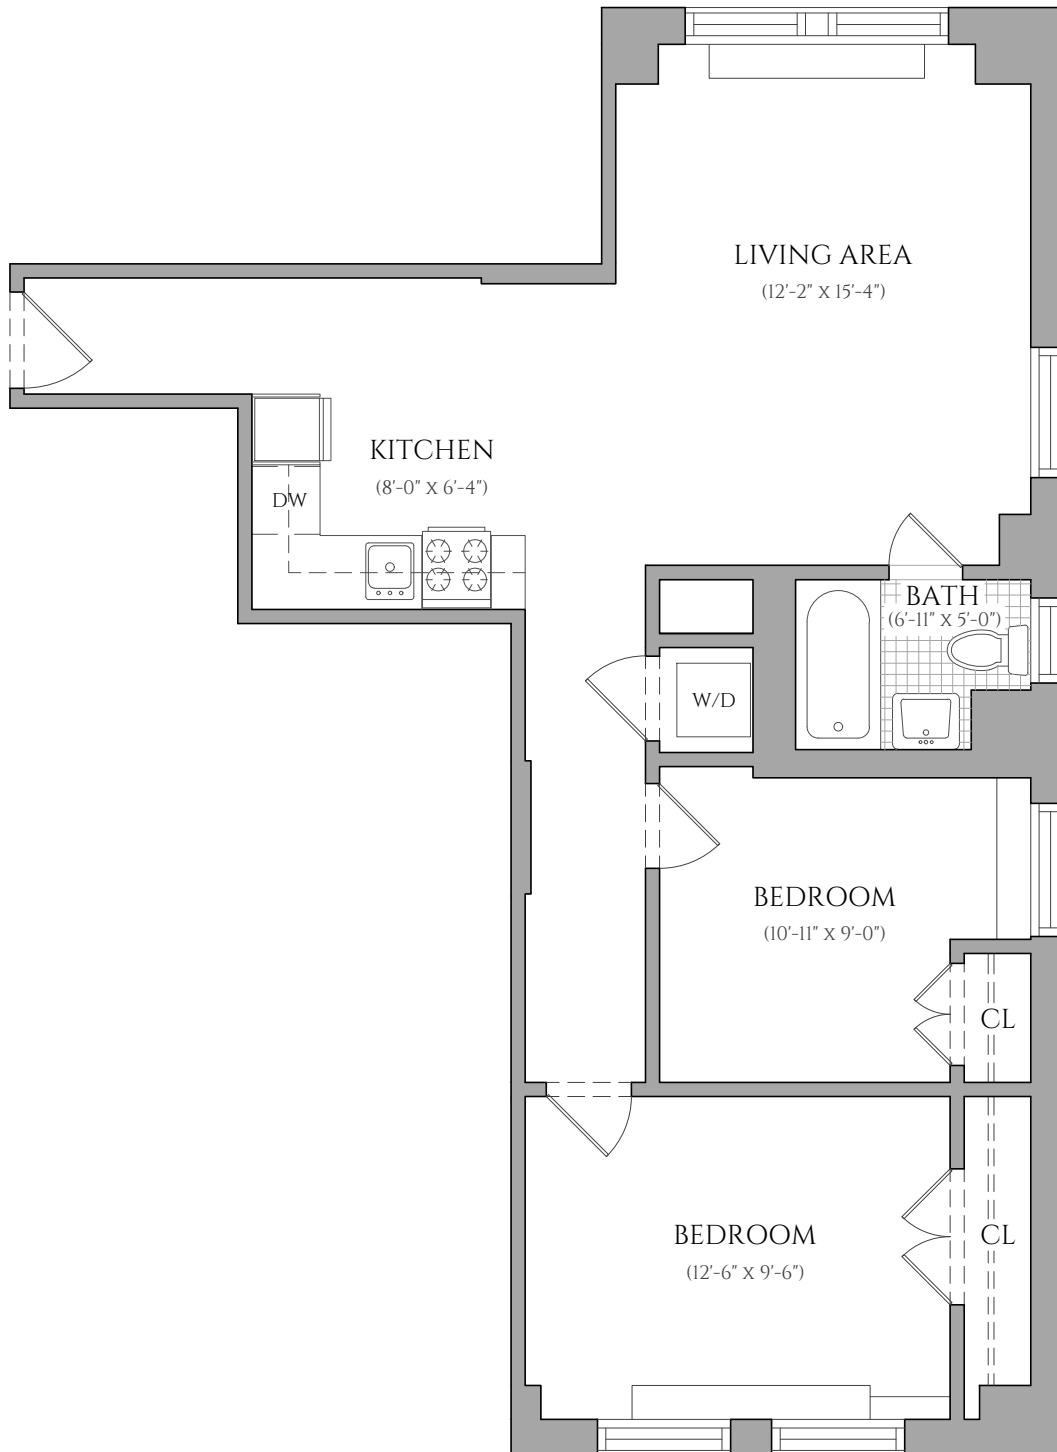 LIVING AREA
(12'-2" X 15'-4")
KITCHEN
(8'-0" X 6'-4")
DW
BATH
(6'-11" X 5'-0")
W/D
BEDROOM
(10'-11" X 9'-0")
CL
BEDROOM
(12'-6" X 9'-6")
CL